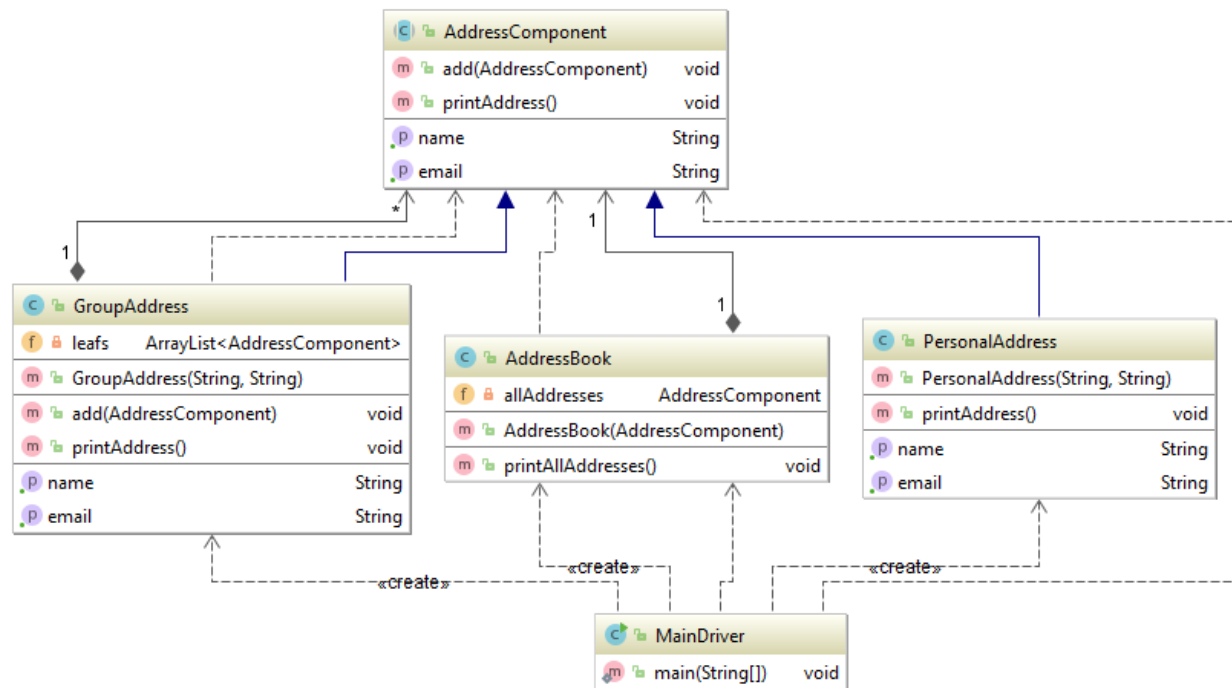 AddressComponent
add(AddressComponent) void
printAddress() void
name String
email String
* 1 1 1
GroupAddress
leafs ArrayList<AddressComponent>
GroupAddress(String, String)
add(AddressComponent) void
printAddress() void
name String
email String
AddressBook
allAddresses AddressComponent
AddressBook(AddressComponent)
printAllAddresses() void
PersonalAddress
PersonalAddress(String, String)
printAddress() void
name String
email String
«create» «create» «create»
MainDriver
main(String[]) void